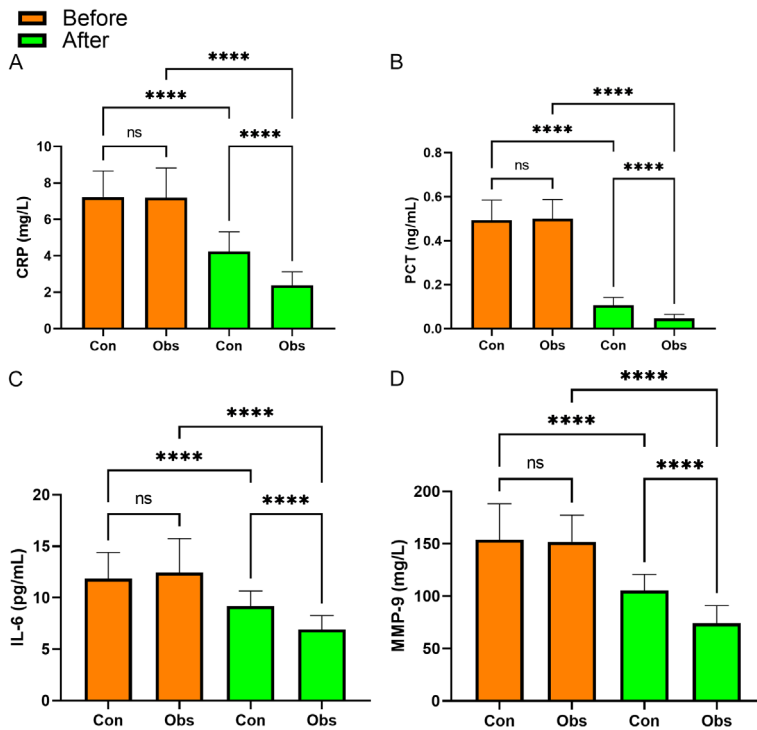 Before
After
A
****
****
ns
****
10
8
6
4
2
0
CRP (mg/L)
Con Obs Con Obs
B
****
****
ns
****
0.8
0.6
0.4
0.2
0.0
PCT (ng/mL)
Con Obs Con Obs
C
****
****
ns
****
20
15
10
5
0
IL-6 (pg/mL)
Con Obs Con Obs
D
****
****
ns
****
200
150
100
50
0
MMP-9 (mg/L)
Con Obs Con Obs